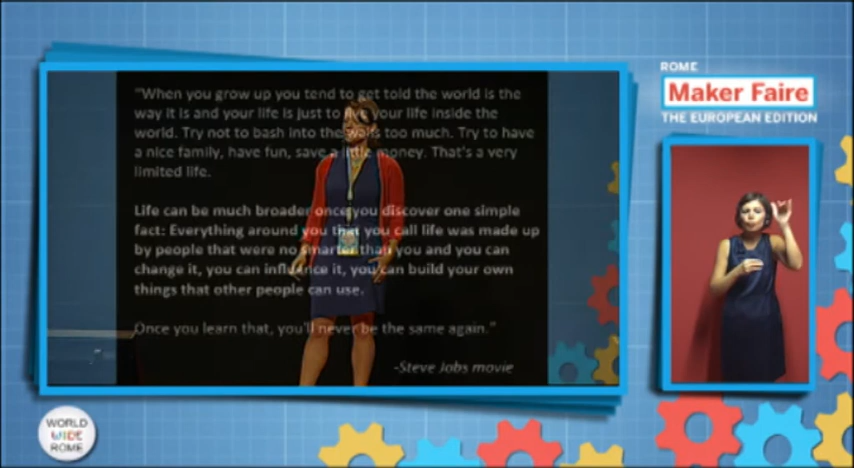 "When you grow up you tend to get told the world is the
way it is and your life is just to live your life inside the
world. Try not to bash into the walls too much. Try to have
a nice family, have fun, save a little money. That's a very
limited life.
Life can be much broader once you discover one simple
fact: Everything around you that you call life was made up
by people that were no smarter than you and you can
change it, you can influence it, you can build your own
things that other people can use.
Once you learn that, you'll never be the same again."
-Steve Jobs movie
ROME
Maker Faire
THE EUROPEAN EDITION
WORLD
WIDE
ROME